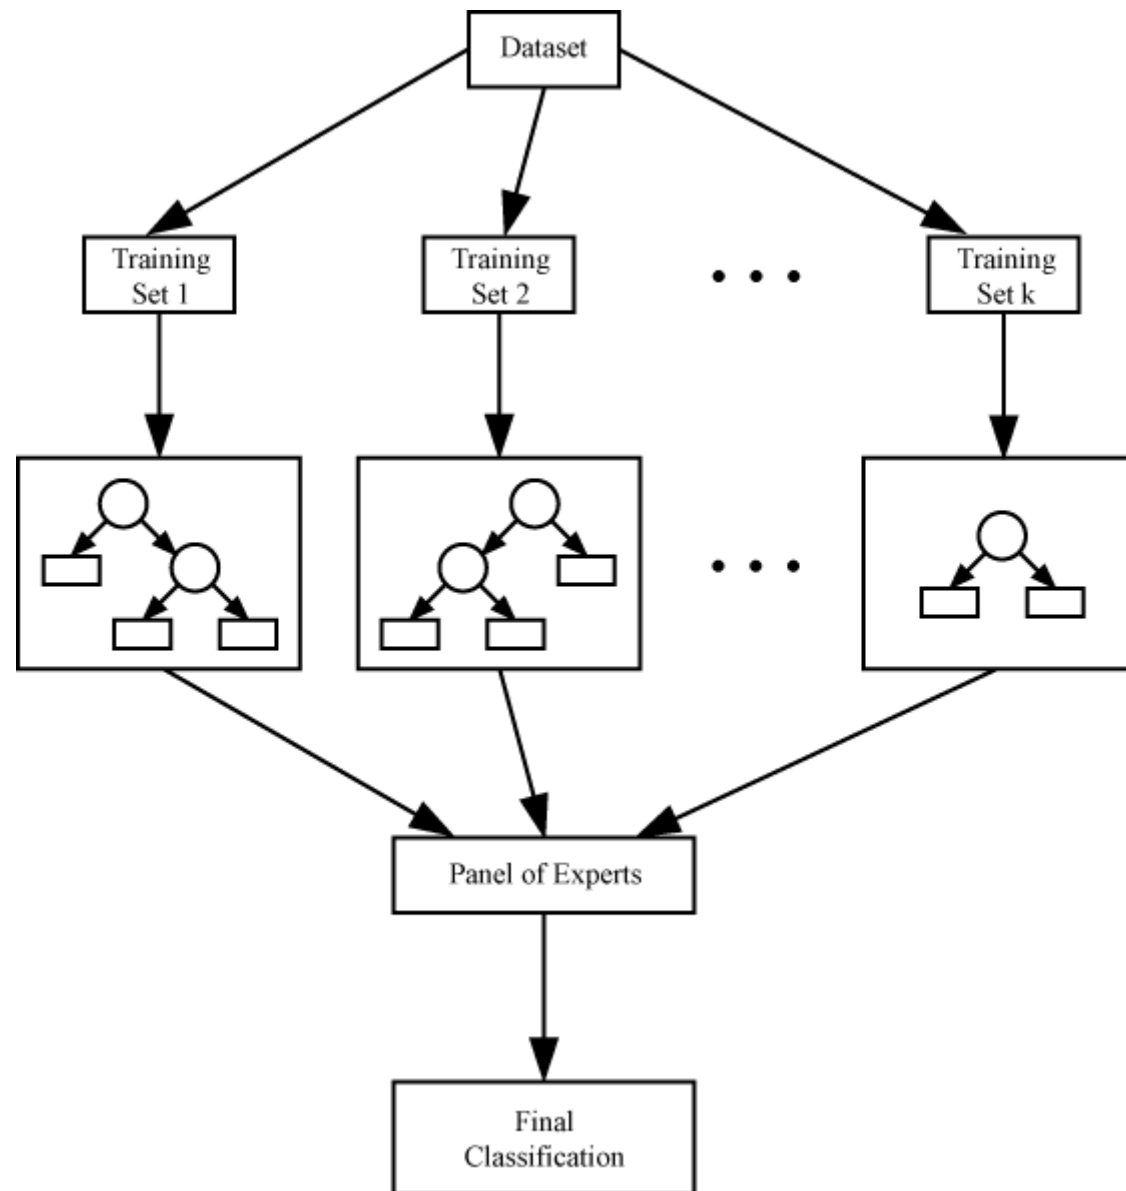 Dataset
Training
Set 1
Training
Set 2
Training
Set k
Panel of Experts
Final
Classification